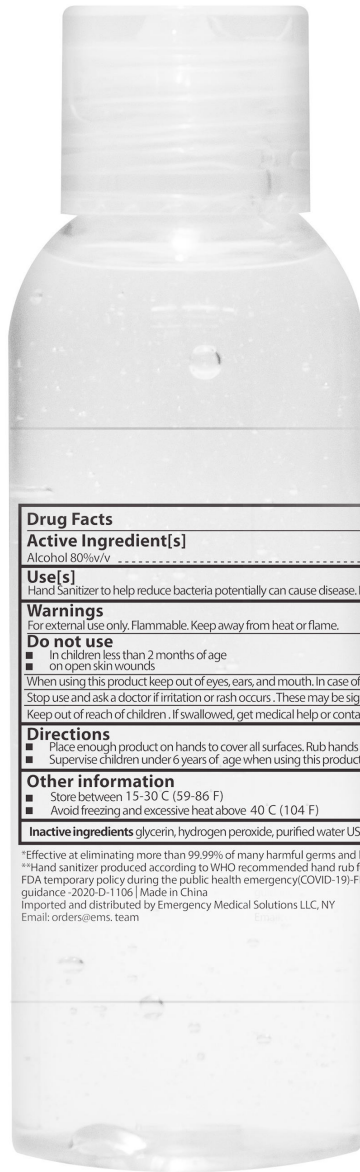 Drug Facts
Active Ingredient[s]
Alcohol 80%v/v
Use[s]
Hand Sanitizer to help reduce bacteria potentially can cause disease.
Warnings
For external use only. Flammable. Keep away from heat or flame.
Do not use
■ In children less than 2 months of age
■ on open skin wounds
When using this product keep out of eyes, ears, and mouth. In case of
Stop use and ask a doctor if irritation or rash occurs . These may be
Keep out of reach of children . If swallowed, get medical help or
Directions
■ Place enough product on hands to cover all surfaces. Rub hands
■ Supervise children under 6 years of age when using this product
Other information
■ Store between 15-30 C (59-86 F)
■ Avoid freezing and excessive heat above 40 C (104 F)
Inactive ingredients glycerin, hydrogen peroxide, purified water
*Effective at eliminating more than 99.99% of many harmful germs and
**Hand sanitizer produced according to WHO recommended hand rub
FDA temporary policy during the public health emergency(COVID-19)-
guidance -2020-D-1106 | Made in China
Imported and distributed by Emergency Medical Solutions LLC, NY
Email: orders@ems. team